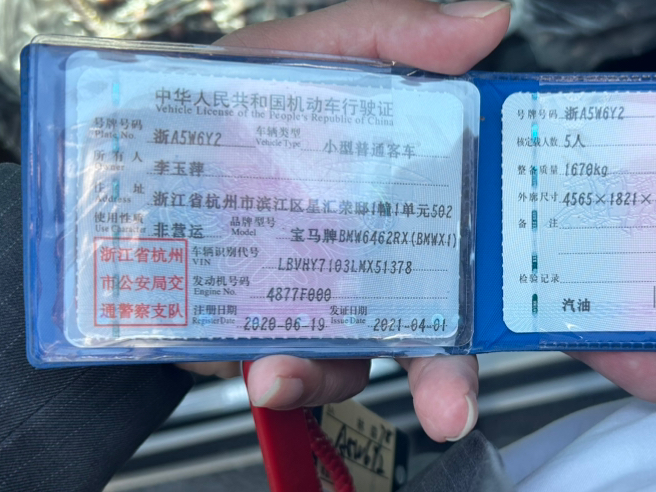 中华人民共和国机动车行驶证
Vehicle License of the People's Republic of China
号牌号码 浙A5W6Y2 车辆类型 小型普通客车
Plate No. Vehicle Type
所有人 李玉萍
Owner
住址 浙江省杭州市滨江区星汇荣邸1幢1单元502
Address
使用性质 非营运 品牌型号 宝马牌BMW6462RX(BMWX1)
Use Character Model
浙江省杭州
市公安局交
通警察支队
车辆识别代号 LBVHY7103LMX51378
VIN
发动机号码 4877F000
Engine No.
注册日期 2020-06-19 发证日期 2021-04-01
Register Date Issue Date
号牌号码 浙A5W6Y2
核定载人数 5人
整备质量 1670kg
外廓尺寸 4565×1821×
备注
检验记录
汽油